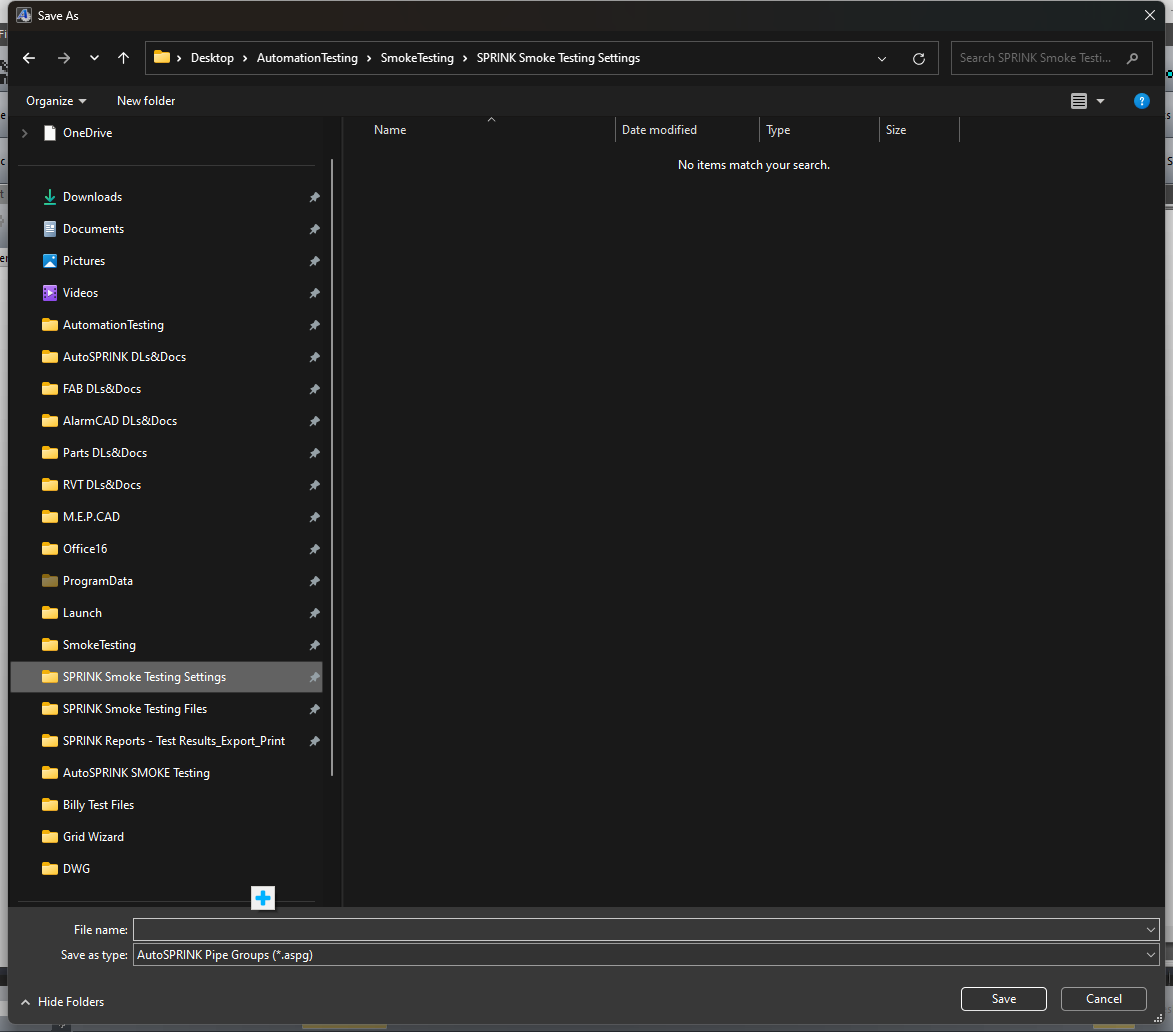 Save As
Desktop > AutomationTesting > SmokeTesting > SPRINK Smoke Testing Settings
Search SPRINK Smoke Testi...
Organize New folder
?
OneDrive
Name Date modified Type Size
No items match your search.
Downloads
Documents
Pictures
Videos
AutomationTesting
AutoSPRINK DLs&Docs
FAB DLs&Docs
AlarmCAD DLs&Docs
Parts DLs&Docs
RVT DLs&Docs
M.E.P.CAD
Office16
ProgramData
Launch
SmokeTesting
SPRINK Smoke Testing Settings
SPRINK Smoke Testing Files
SPRINK Reports - Test Results_Export_Print
AutoSPRINK SMOKE Testing
Billy Test Files
Grid Wizard
DWG
File name:
Save as type: AutoSPRINK Pipe Groups (*.aspg)
Hide Folders
Save Cancel